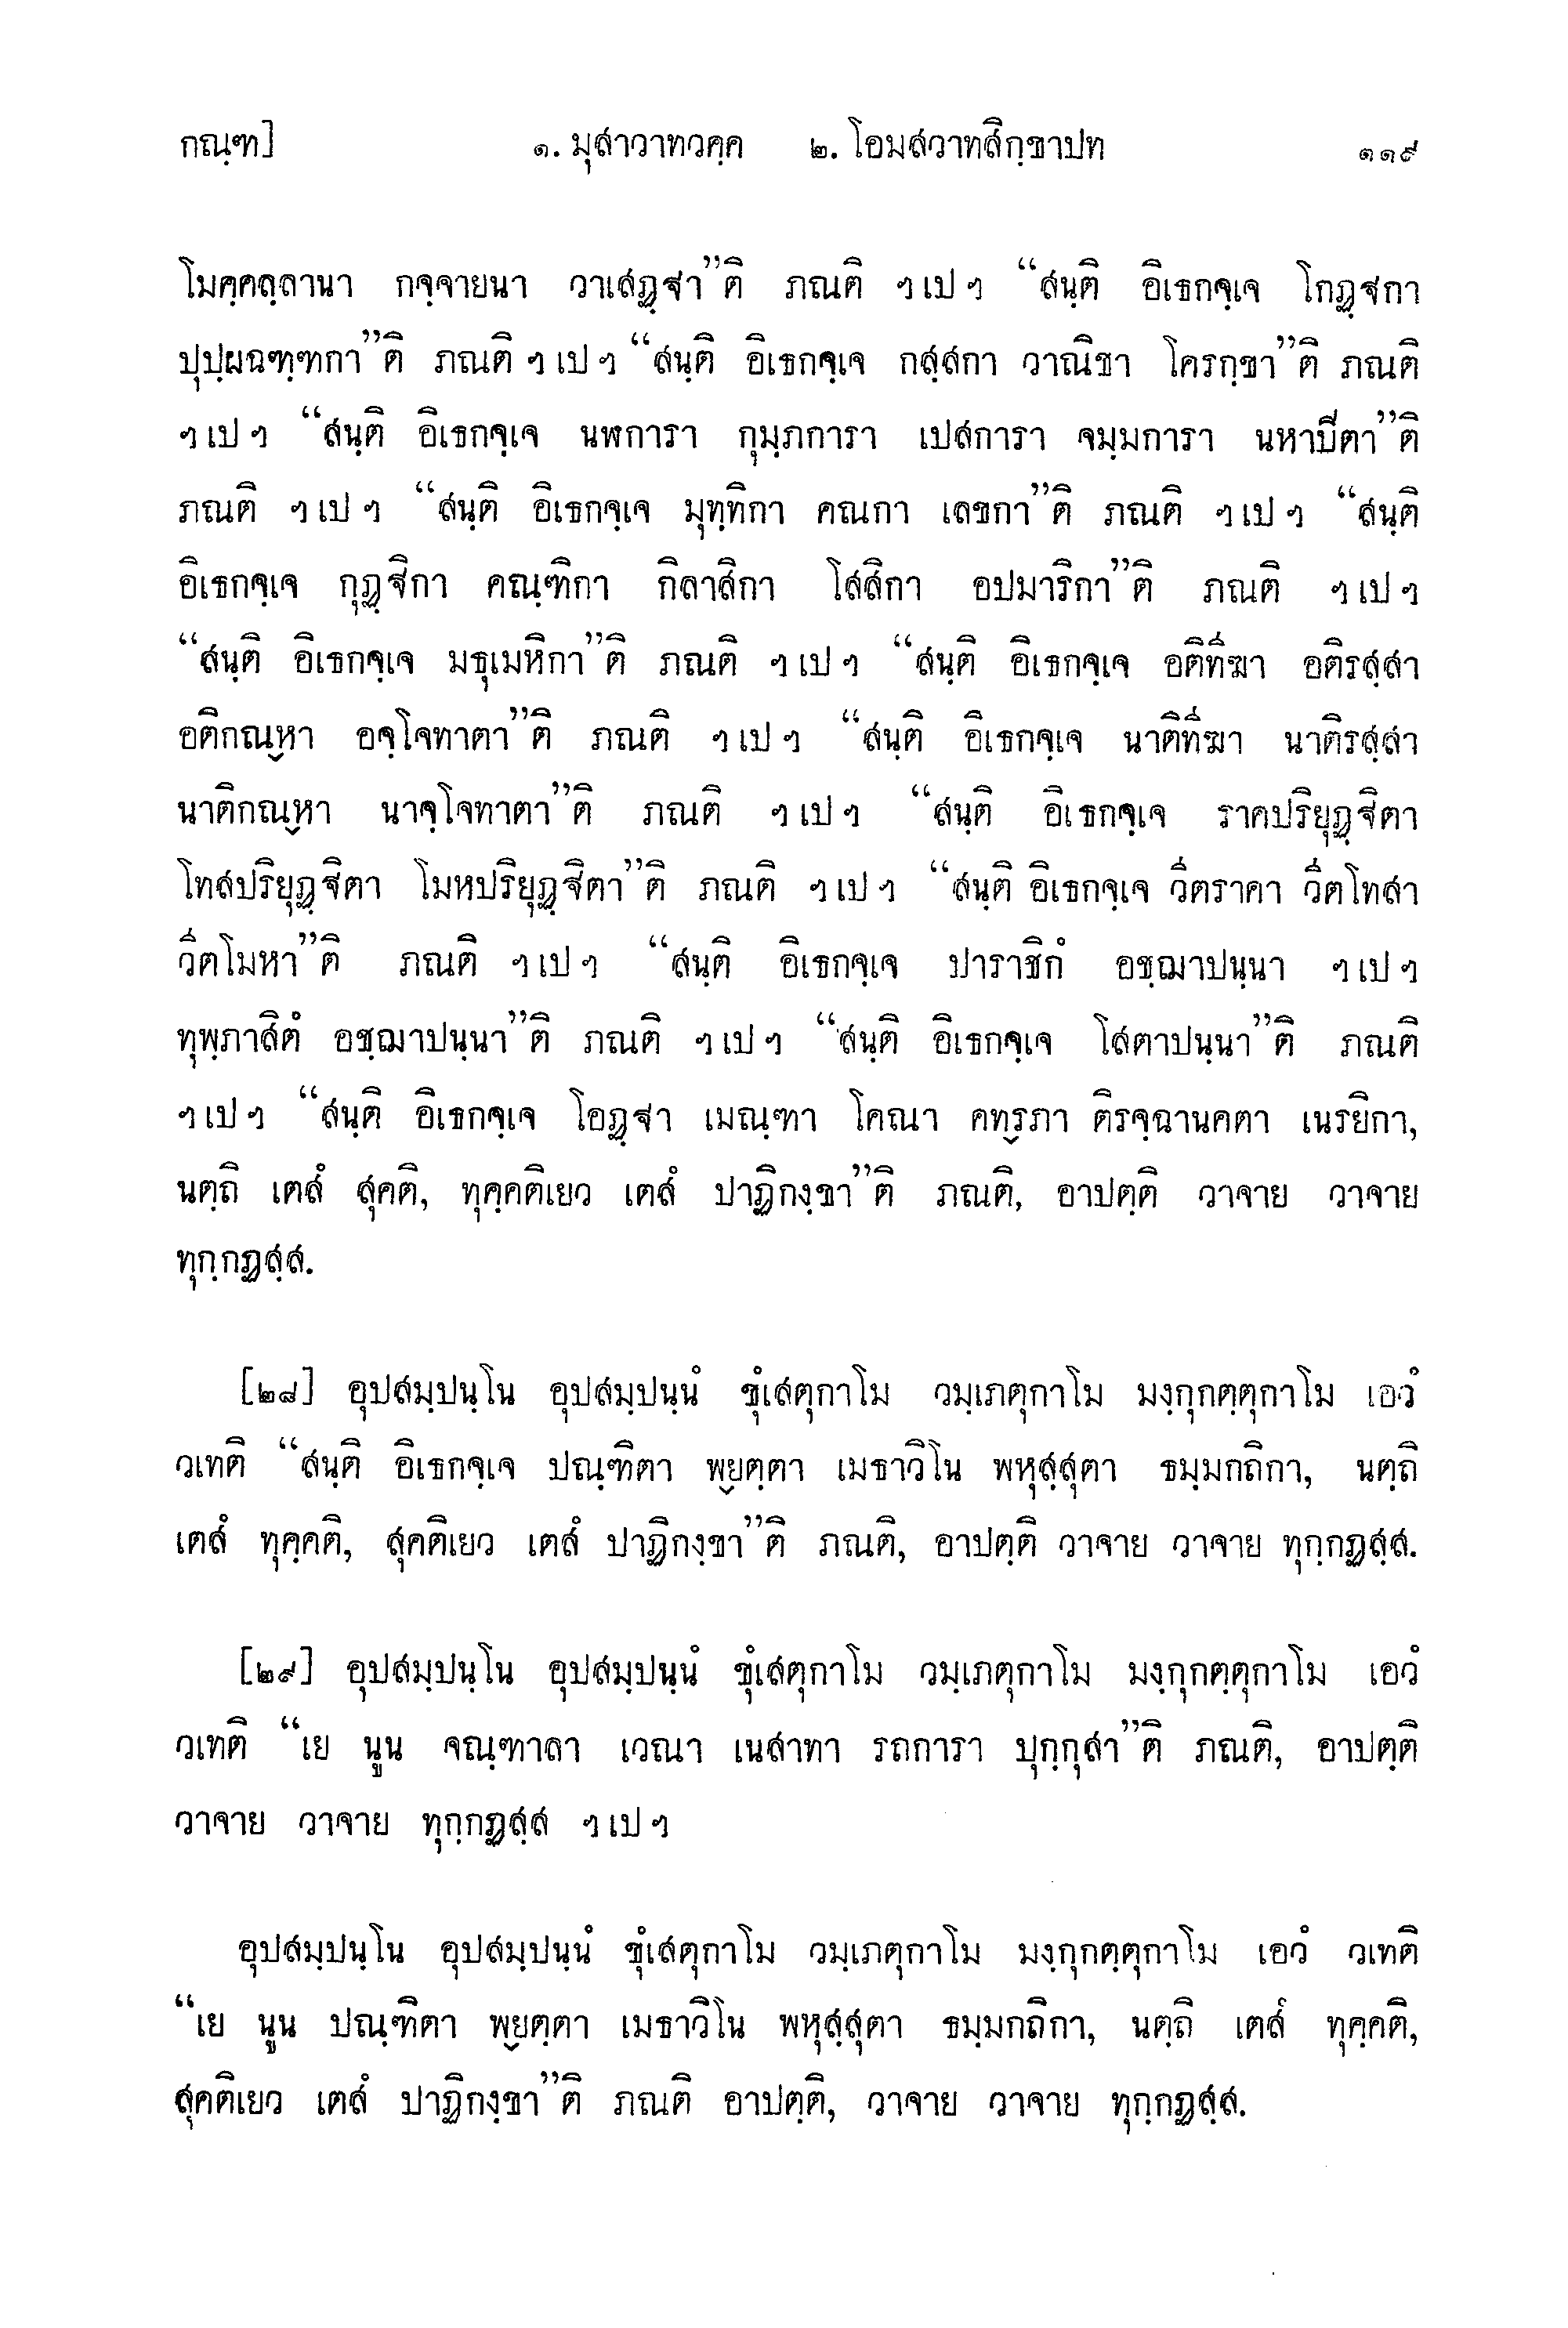 กณฺฑ] ๑. มุสาวาทวคฺค ๒. โอมสวาทสิกฺขาปท ๑๑๙
โมคฺคลฺลานา กจฺจายนา วาเสฏฺฐา”ติ ภณติ ฯเปฯ “สนฺติ อิเธกจฺเจ โกฏฺฐกา
ปุปฺผฉฑฺฑกา”ติ ภณติ ฯเปฯ “สนฺติ อิเธกจฺเจ กสฺสกา วาณิชา โครกฺขา”ติ ภณติ
ฯเปฯ “สนฺติ อิเธกจฺเจ นฬการา กุมฺภการา เปสการา จมฺมการา นหาปิตา”ติ
ภณติ ฯเปฯ “สนฺติ อิเธกจฺเจ มุทฺทิกา คณกา เลขกา”ติ ภณติ ฯเปฯ “สนฺติ
อิเธกจฺเจ กุฏฺฐิกา คณฺฑิกา กิลาสิกา โสสิกา อปมาริกา”ติ ภณติ ฯเปฯ
“สนฺติ อิเธกจฺเจ มธุเมหิกา”ติ ภณติ ฯเปฯ “สนฺติ อิเธกจฺเจ อติทีฆา อติรสฺสา
อติกณฺหา อจฺโจทาตา”ติ ภณติ ฯเปฯ “สนฺติ อิเธกจฺเจ นาติทีฆา นาติรสฺสา
นาติกณฺหา นาจฺโจทาตา”ติ ภณติ ฯเปฯ “สนฺติ อิเธกจฺเจ ราคปริยุฏฺฐิตา
โทสปริยุฏฺฐิตา โมหปริยุฏฺฐิตา”ติ ภณติ ฯเปฯ “สนฺติ อิเธกจฺเจ วีตราคา วีตโทสา
วีตโมหา”ติ ภณติ ฯเปฯ “สนฺติ อิเธกจฺเจ ปาราชิกํ อชฺฌาปนฺนา ฯเปฯ
ทุพฺภาสิตํ อชฺฌาปนฺนา”ติ ภณติ ฯเปฯ “สนฺติ อิเธกจฺเจ โสตาปนฺนา”ติ ภณติ
ฯเปฯ “สนฺติ อิเธกจฺเจ โอฏฺฐา เมณฺฑา โคณา คทฺรภา ติรจฺฉานคตา เนรยิกา,
นตฺถิ เตสํ สุคติ, ทุคฺคติเยว เตสํ ปาฏิกงฺขา”ติ ภณติ, อาปตฺติ วาจาย วาจาย
ทุกฺกฏสฺส.
[๒๘] อุปสมฺปนฺโน อุปสมฺปนฺนํ ขุํเสตุกาโม วมฺเภตุกาโม มงฺกุกตฺตุกาโม เอวํ
วเทติ “สนฺติ อิเธกจฺเจ ปณฺฑิตา พฺยตฺตา เมธาวิโน พหุสฺสุตา ธมฺมกถิกา, นตฺถิ
เตสํ ทุคฺคติ, สุคติเยว เตสํ ปาฏิกงฺขา”ติ ภณติ, อาปตฺติ วาจาย วาจาย ทุกฺกฏสฺส.
[๒๙] อุปสมฺปนฺโน อุปสมฺปนฺนํ ขุํเสตุกาโม วมฺเภตุกาโม มงฺกุกตฺตุกาโม เอวํ
วเทติ “เย นูน จณฺฑาลา เวณา เนสาทา รถการา ปุกฺกุสา”ติ ภณติ, อาปตฺติ
วาจาย วาจาย ทุกฺกฏสฺส ฯเปฯ
อุปสมฺปนฺโน อุปสมฺปนฺนํ ขุํเสตุกาโม วมฺเภตุกาโม มงฺกุกตฺตุกาโม เอวํ วเทติ
“เย นูน ปณฺฑิตา พฺยตฺตา เมธาวิโน พหุสฺสุตา ธมฺมกถิกา, นตฺถิ เตสํ ทุคฺคติ,
สุคติเยว เตสํ ปาฏิกงฺขา”ติ ภณติ อาปตฺติ, วาจาย วาจาย ทุกฺกฏสฺส.